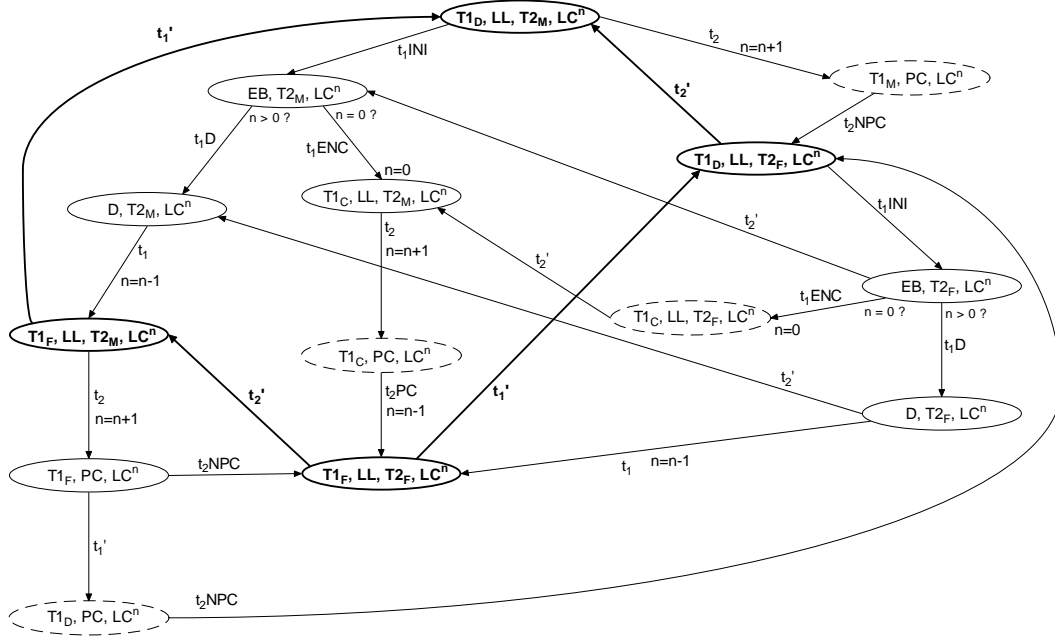 T1D, LL, T2M, LCn
t1'
t2
n=n+1
t1INI
T1M, PC, LCn
EB, T2M, LCn
t2'
n > 0 ?
n = 0 ?
t2NPC
t1D
t1ENC
T1D, LL, T2F, LCn
n=0
T1C, LL, T2M, LCn
D, T2M, LCn
t1INI
t2'
t2
n=n+1
t1
n=n-1
t2'
EB, T2F, LCn
t1ENC
n = 0 ?
n > 0 ?
T1C, LL, T2F, LCn
n=0
T1F, LL, T2M, LCn
t1D
T1C, PC, LCn
t2'
t2
n=n+1
t2'
t2PC
n=n-1
t1'
D, T2F, LCn
t2NPC
t1
n=n-1
T1F, PC, LCn
T1F, LL, T2F, LCn
t1'
t2NPC
T1D, PC, LCn